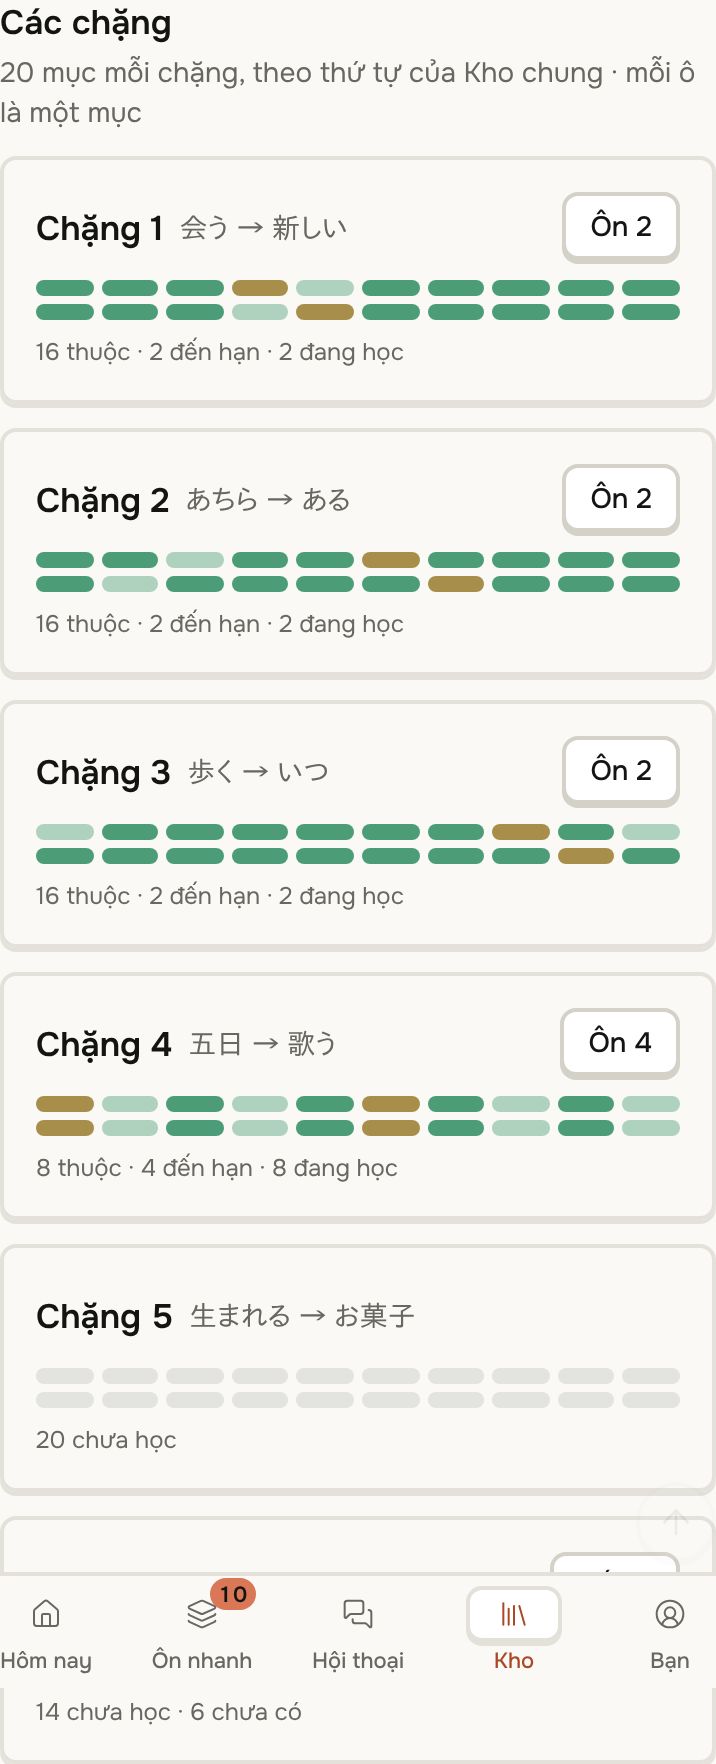 Các chặng
20 mục mỗi chặng, theo thứ tự của Kho chung · mỗi ô
là một mục
Chặng 1 会う → 新しい
Ôn 2
16 thuộc · 2 đến hạn · 2 đang học
Chặng 2 あちら → ある
Ôn 2
16 thuộc · 2 đến hạn · 2 đang học
Chặng 3 歩く → いつ
Ôn 2
16 thuộc · 2 đến hạn · 2 đang học
Chặng 4 五日 → 歌う
Ôn 4
8 thuộc · 4 đến hạn · 8 đang học
Chặng 5 生まれる → お菓子
20 chưa học
10
Hôm nay
Ôn nhanh
Hội thoại
Kho
Bạn
14 chưa học · 6 chưa có